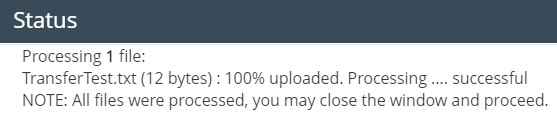 Status
Processing 1 file:
TransferTest.txt (12 bytes) : 100% uploaded. Processing .... successful
NOTE: All files were processed, you may close the window and proceed.